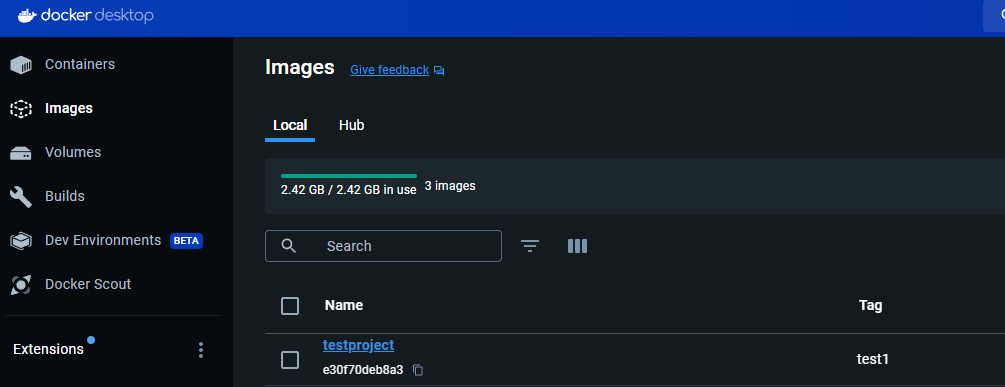 docker desktop
Containers
Images
Volumes
Builds
Dev Environments BETA
Docker Scout
Extensions
Images Give feedback
Local Hub
2.42 GB / 2.42 GB in use 3 images
Search
Name Tag
testproject
e30f70deb8a3 test1